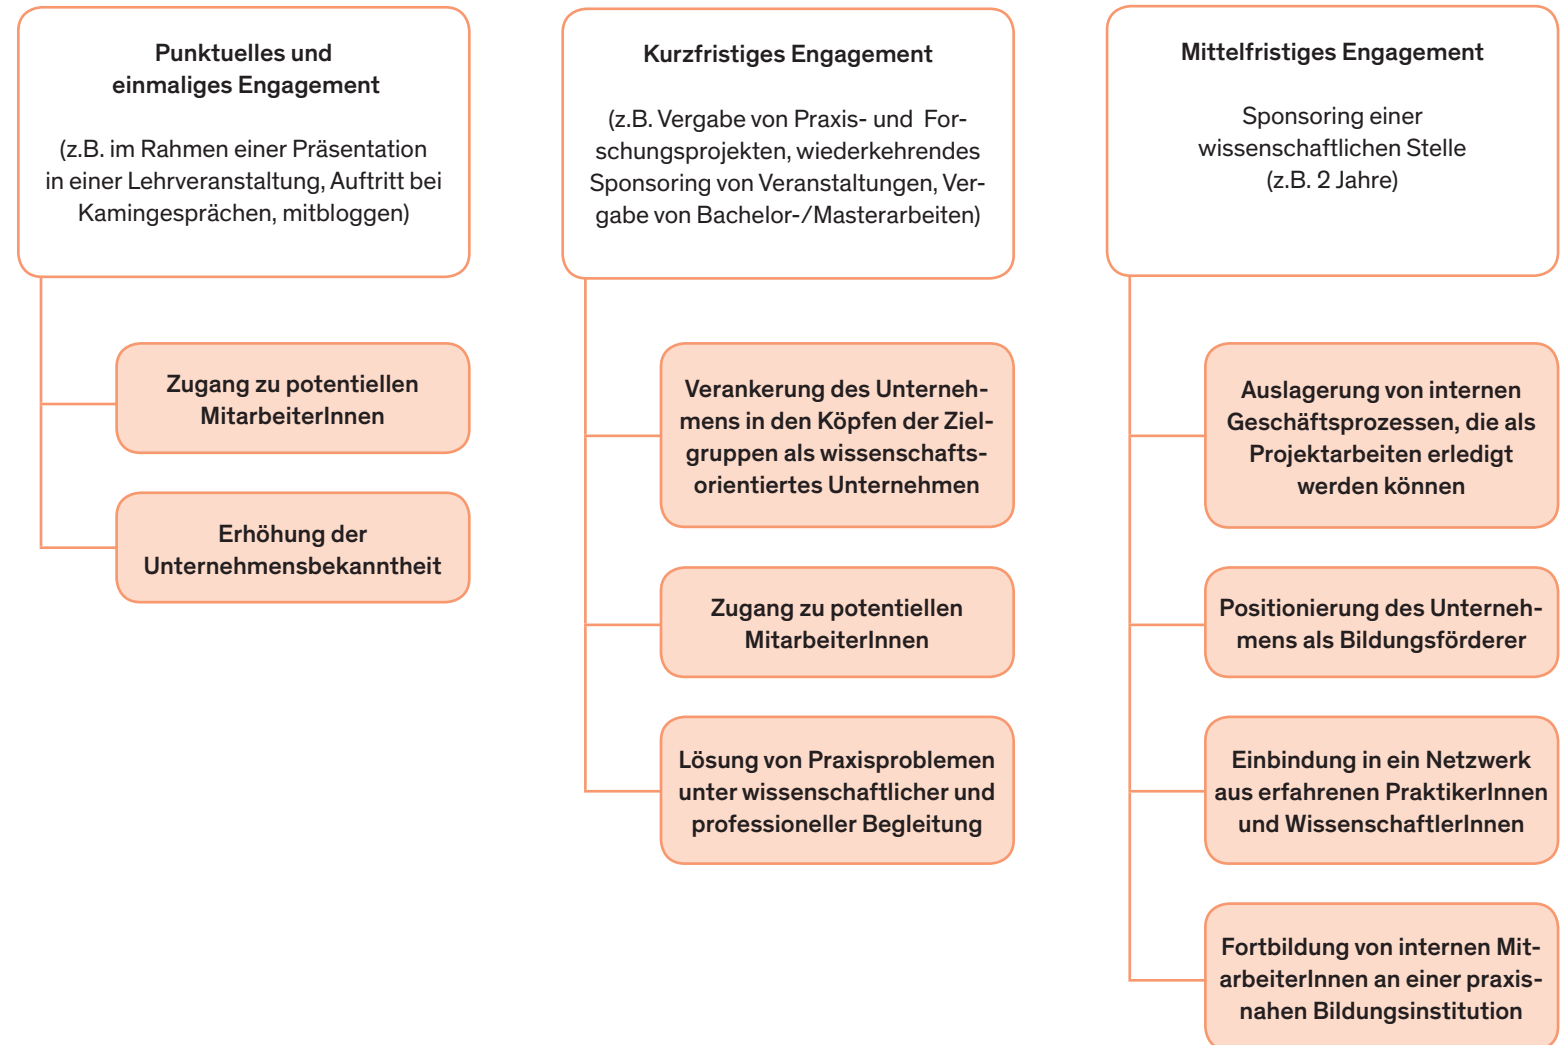 Punktuelles und
einmaliges Engagement
(z.B. im Rahmen einer Präsentation
in einer Lehrveranstaltung, Auftritt bei
Kamingesprächen, mitbloggen)
Zugang zu potentiellen
MitarbeiterInnen
Erhöhung der
Unternehmensbekanntheit
Kurzfristiges Engagement
(z.B. Vergabe von Praxis- und For-
schungsprojekten, wiederkehrendes
Sponsoring von Veranstaltungen, Ver-
gabe von Bachelor-/Masterarbeiten)
Verankerung des Unterneh-
mens in den Köpfen der Ziel-
gruppen als wissenschafts-
orientiertes Unternehmen
Zugang zu potentiellen
MitarbeiterInnen
Lösung von Praxisproblemen
unter wissenschaftlicher und
professioneller Begleitung
Mittelfristiges Engagement
Sponsoring einer
wissenschaftlichen Stelle
(z.B. 2 Jahre)
Auslagerung von internen
Geschäftsprozessen, die als
Projektarbeiten erledigt
werden können
Positionierung des Unterneh-
mens als Bildungsförderer
Einbindung in ein Netzwerk
aus erfahrenen PraktikerInnen
und WissenschaftlerInnen
Fortbildung von internen Mit-
arbeiterInnen an einer praxis-
nahen Bildungsinstitution